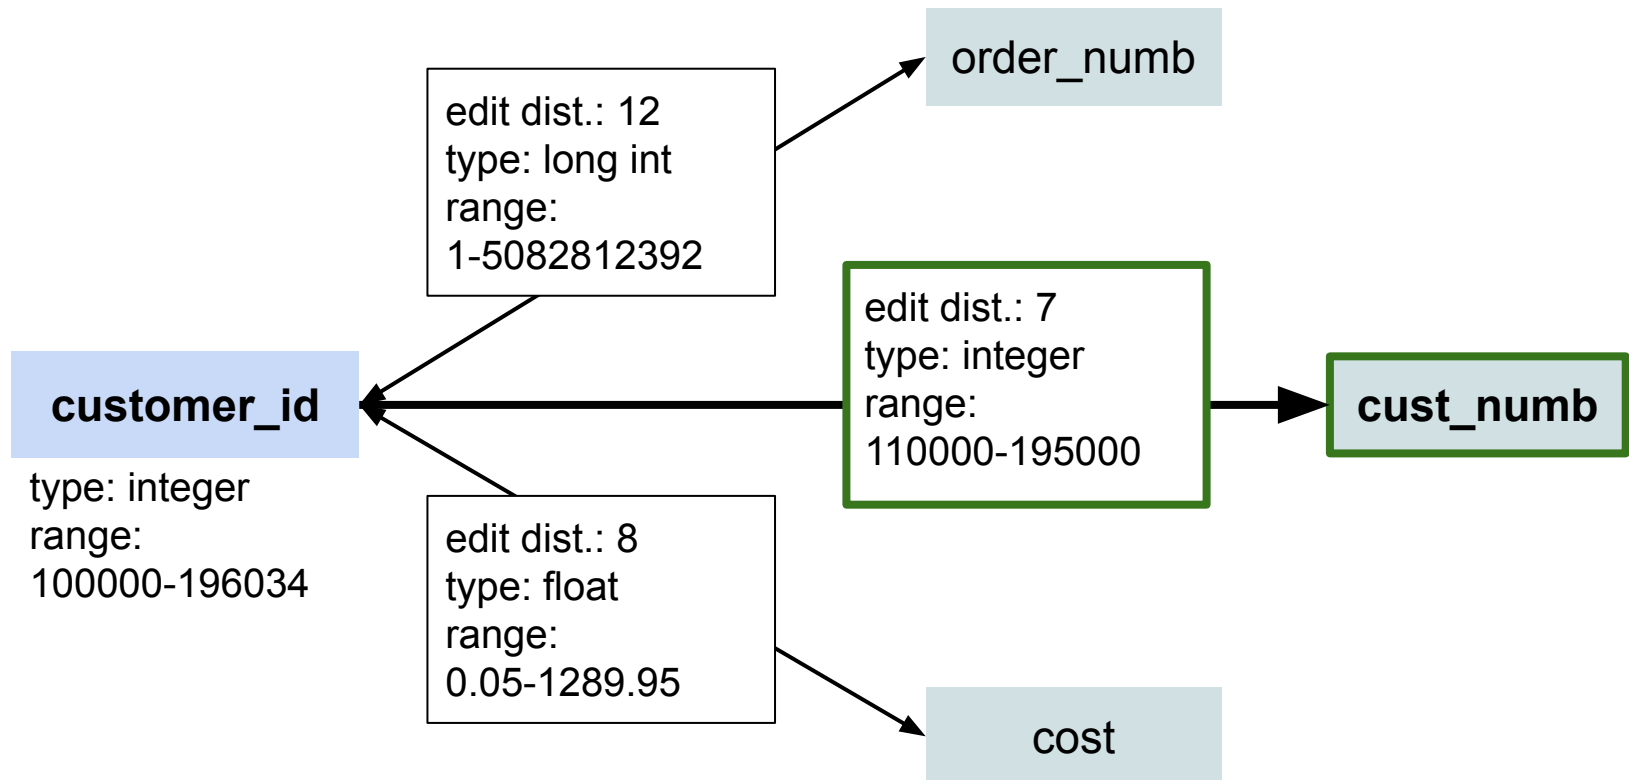 order_numb
edit dist.: 12
type: long int
range:
1-5082812392
edit dist.: 7
type: integer
range:
110000-195000
customer_id
cust_numb
type: integer
range:
100000-196034
edit dist.: 8
type: float
range:
0.05-1289.95
cost